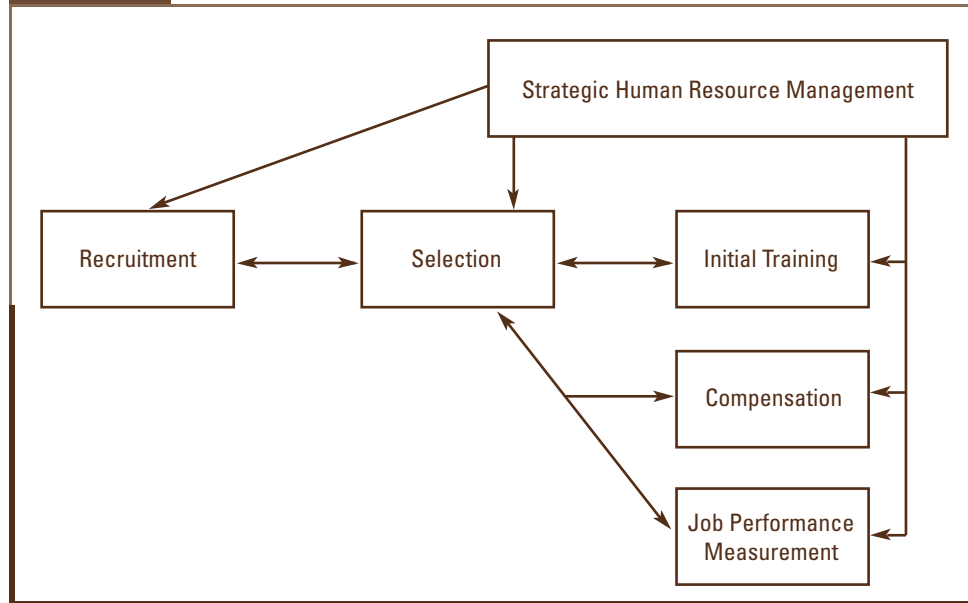 Strategic Human Resource Management
Recruitment
Selection
Initial Training
Compensation
Job Performance
Measurement